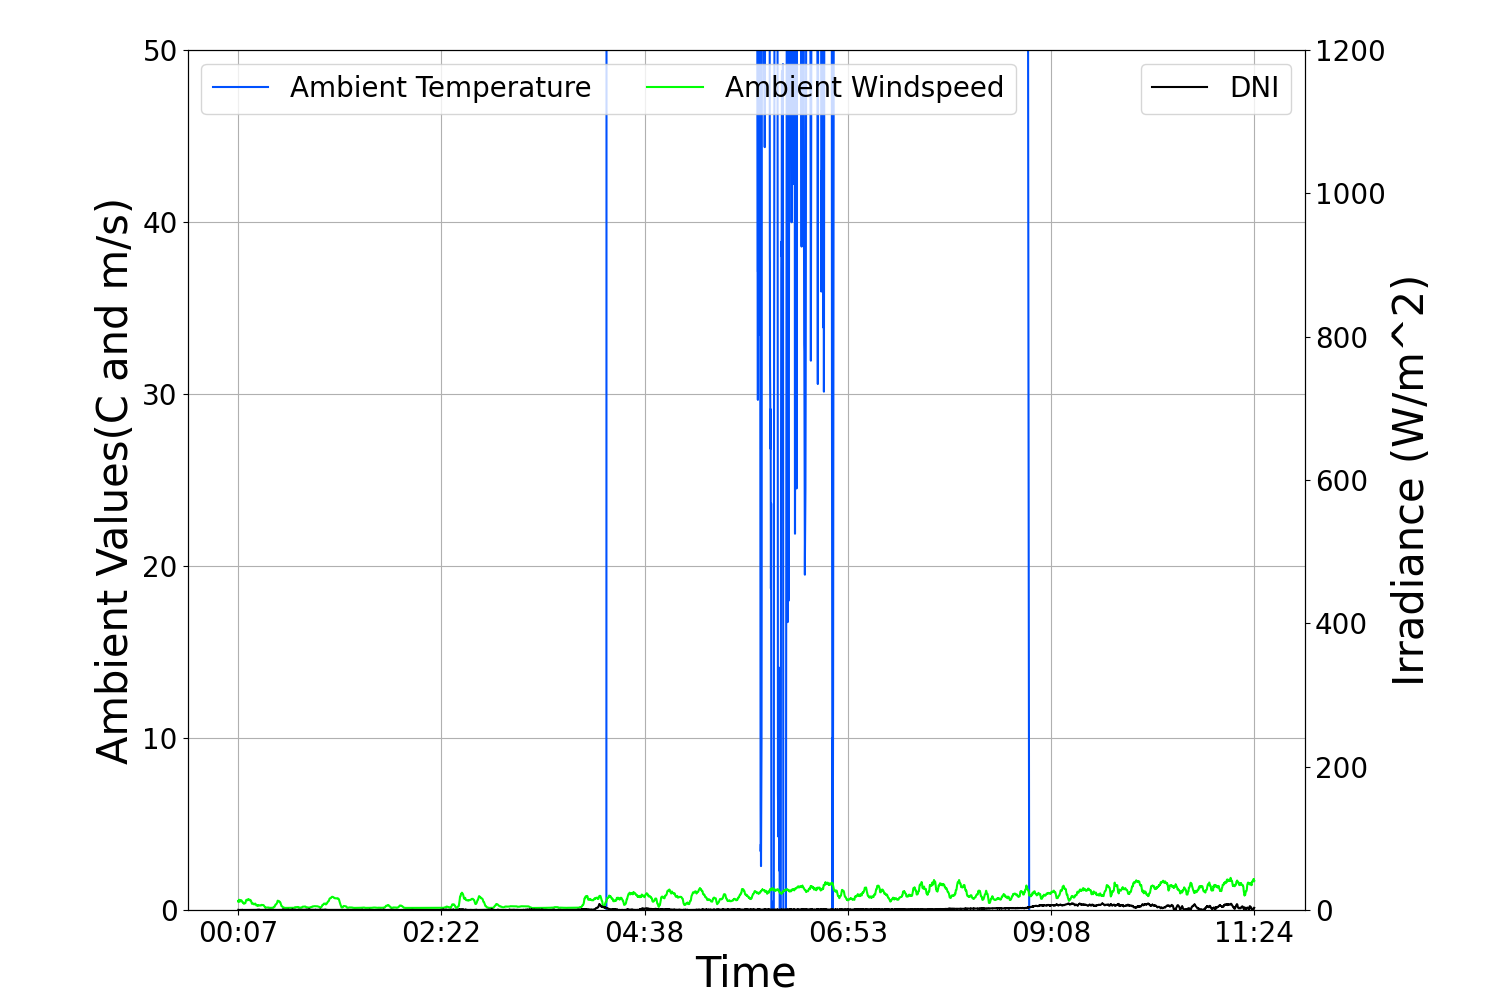 Ambient Temperature
Ambient Windspeed
DNI
Ambient Values(C and m/s)
50
40
30
20
10
0
1200
1000
800
600
400
200
0
Irradiance (W/m^2)
00:07 02:22 04:38 06:53 09:08 11:24
Time